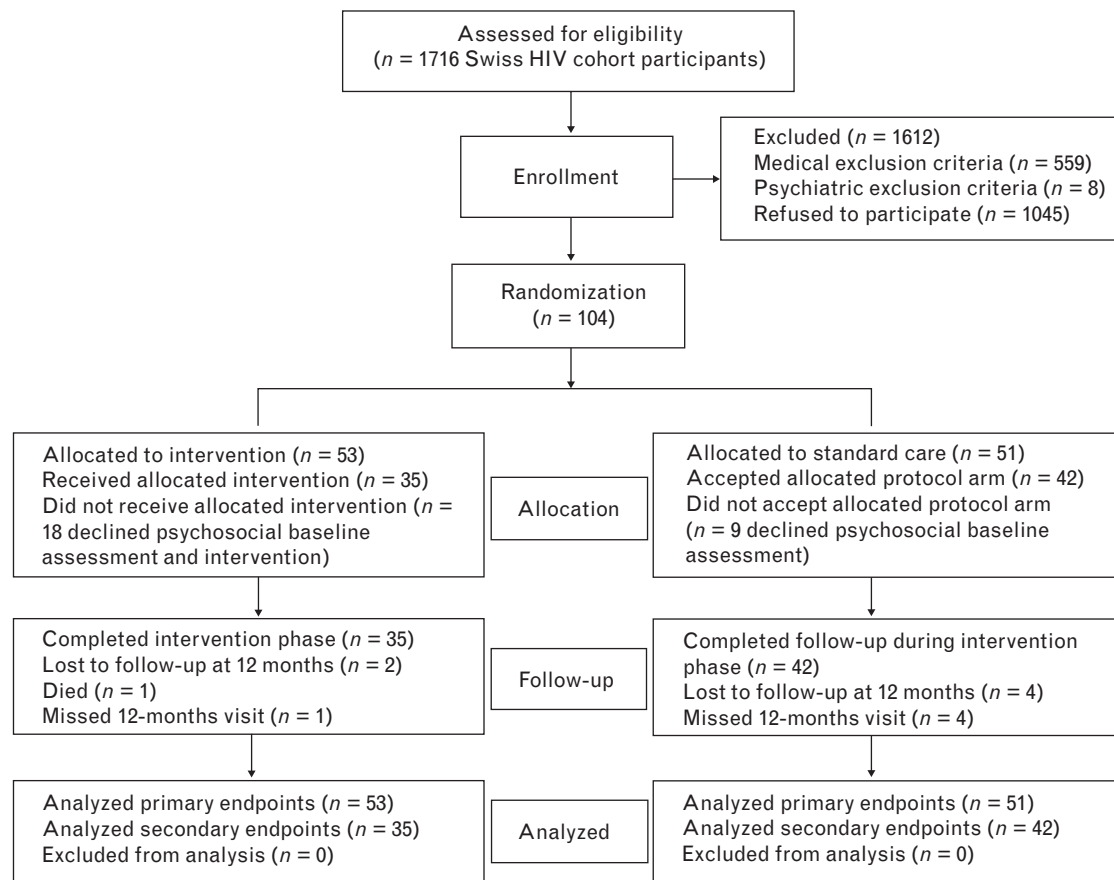 Assessed for eligibility
(n = 1716 Swiss HIV cohort participants)
Enrollment
Excluded (n = 1612)
Medical exclusion criteria (n = 559)
Psychiatric exclusion criteria (n = 8)
Refused to participate (n = 1045)
Randomization
(n = 104)
Allocated to intervention (n = 53)
Received allocated intervention (n = 35)
Did not receive allocated intervention (n =
18 declined psychosocial baseline
assessment and intervention)
Allocation
Allocated to standard care (n = 51)
Accepted allocated protocol arm (n = 42)
Did not accept allocated protocol arm
(n = 9 declined psychosocial baseline
assessment)
Completed intervention phase (n = 35)
Lost to follow-up at 12 months (n = 2)
Died (n = 1)
Missed 12-months visit (n = 1)
Follow-up
Completed follow-up during intervention
phase (n = 42)
Lost to follow-up at 12 months (n = 4)
Missed 12-months visit (n = 4)
Analyzed primary endpoints (n = 53)
Analyzed secondary endpoints (n = 35)
Excluded from analysis (n = 0)
Analyzed
Analyzed primary endpoints (n = 51)
Analyzed secondary endpoints (n = 42)
Excluded from analysis (n = 0)